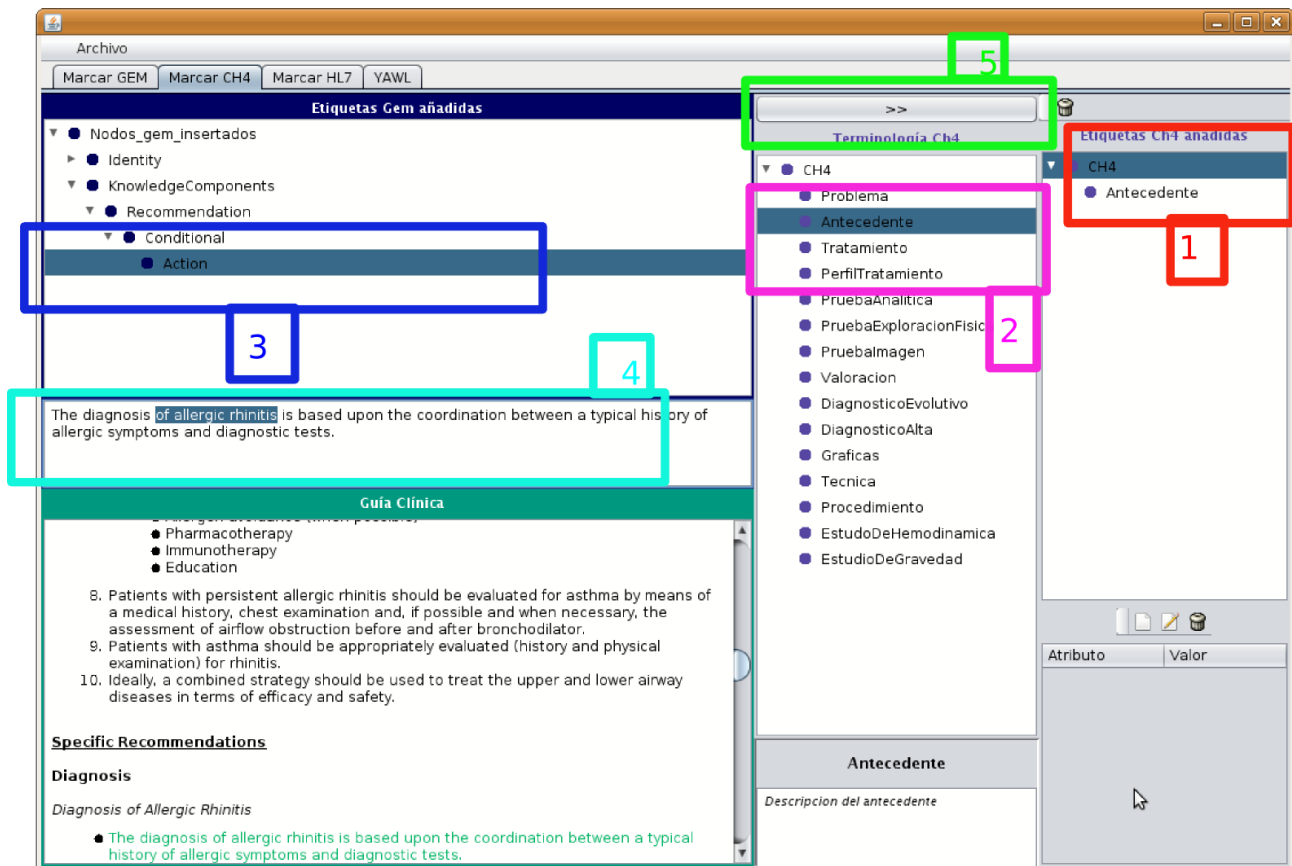 Archivo
Marcar GEM
Marcar CH4
Marcar HL7
YAWL
5
Etiquetas Gem añadidas
Nodos_gem_insertados
Identity
KnowledgeComponents
Recommendation
Conditional
Action
3
4
The diagnosis of allergic rhinitis is based upon the coordination between a typical history of
allergic symptoms and diagnostic tests.
Guía Clínica
Allergen avoidance (when possible)
Pharmacotherapy
Immunotherapy
Education
8. Patients with persistent allergic rhinitis should be evaluated for asthma by means of
a medical history, chest examination and, if possible and when necessary, the
assessment of airflow obstruction before and after bronchodilator.
9. Patients with asthma should be appropriately evaluated (history and physical
examination) for rhinitis.
10. Ideally, a combined strategy should be used to treat the upper and lower airway
diseases in terms of efficacy and safety.
Specific Recommendations
Diagnosis
Diagnosis of Allergic Rhinitis
The diagnosis of allergic rhinitis is based upon the coordination between a typical
history of allergic symptoms and diagnostic tests.
>>
Terminología Ch4
CH4
Problema
Antecedente
Tratamiento
PerfilTratamiento
PruebaAnalitica
PruebaExploracionFisic
PruebaImagen
Valoracion
DiagnosticoEvolutivo
DiagnosticoAlta
Graficas
Tecnica
Procedimiento
EstudoDeHemodinamica
EstudioDeGravedad
2
Antecedente
Descripcion del antecedente
Etiquetas Ch4 añadidas
CH4
Antecedente
1
Atributo
Valor